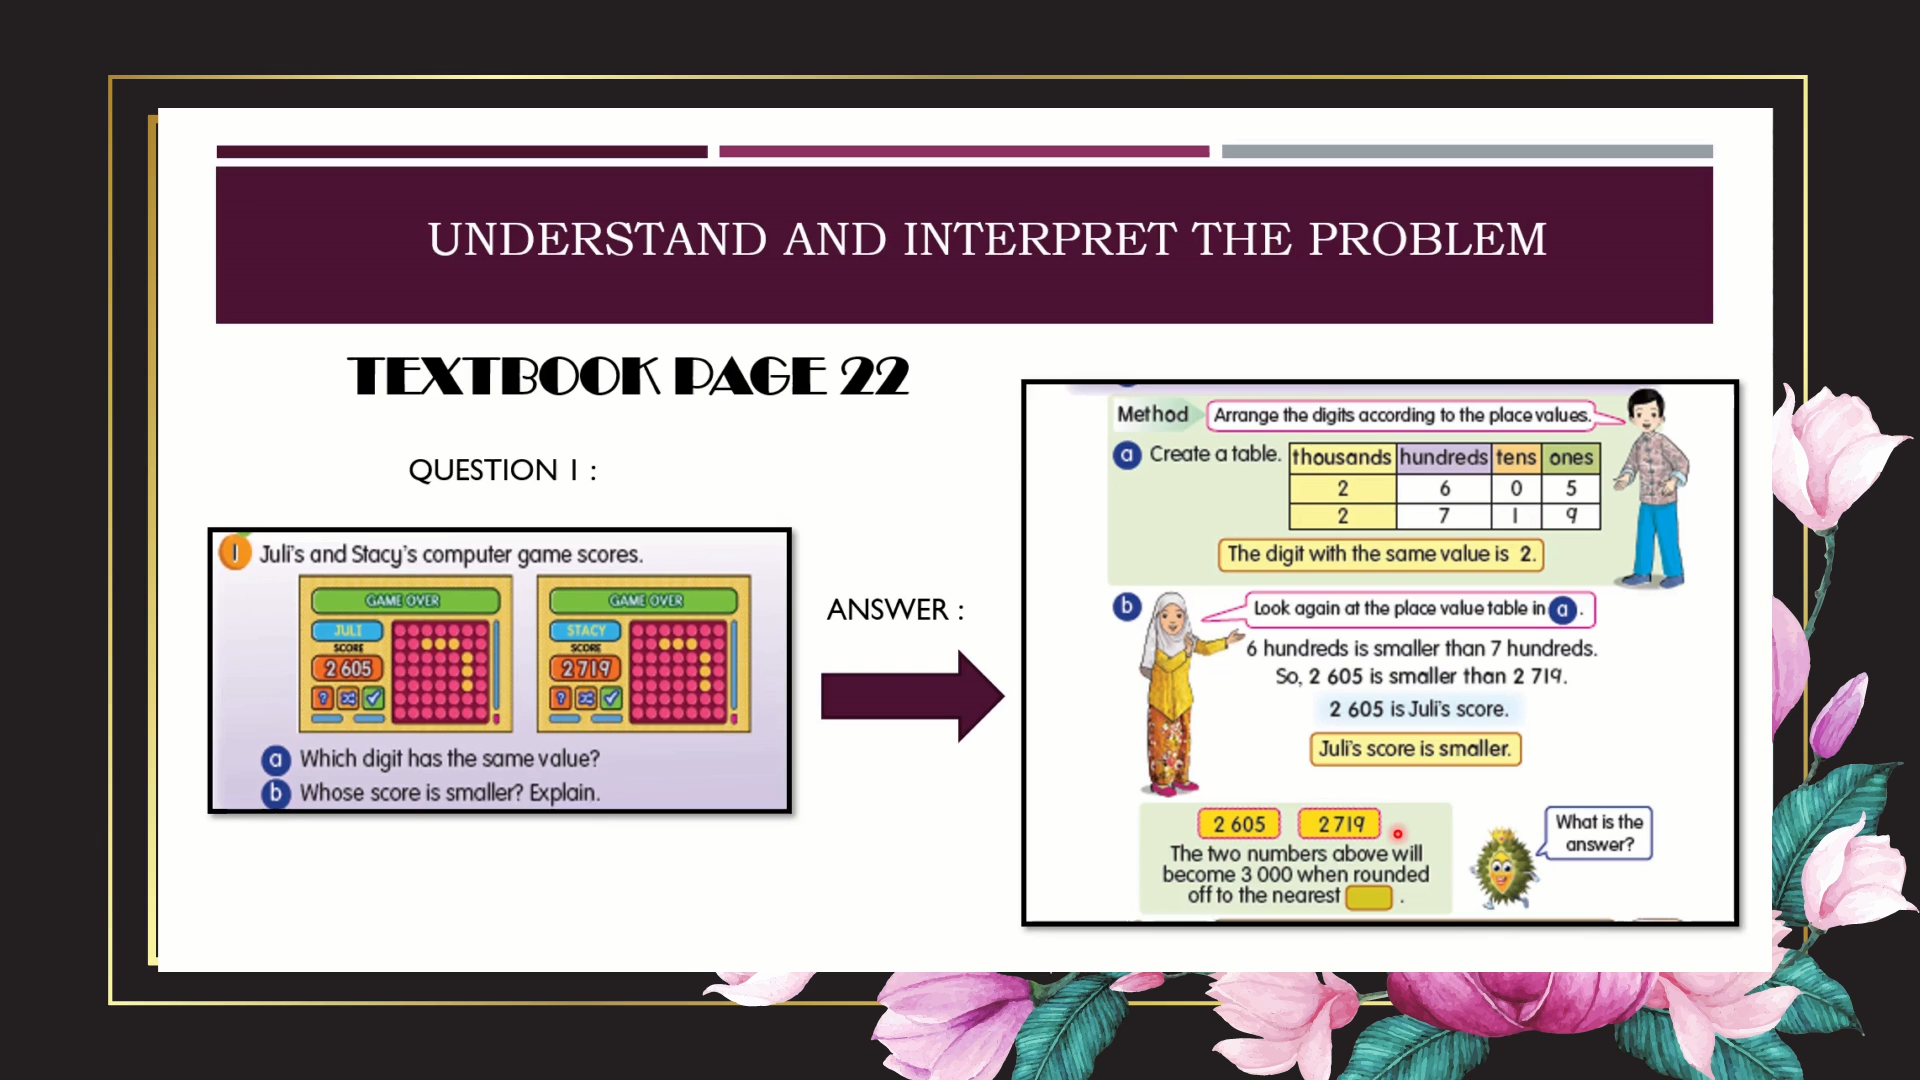 UNDERSTAND AND INTERPRET THE PROBLEM
TEXTBOOK PAGE 22
QUESTION 1 :
1 Juli's and Stacy's computer game scores.
GAME OVER
JULI
SCORE
2 605
?
GAME OVER
STACY
SCORE
2 719
?
a Which digit has the same value?
b Whose score is smaller? Explain.
ANSWER :
Method
Arrange the digits according to the place values.
a Create a table.
thousands hundreds tens ones
2 6 0 5
2 7 1 9
The digit with the same value is 2.
b
Look again at the place value table in a .
6 hundreds is smaller than 7 hundreds.
So, 2 605 is smaller than 2 719.
2 605 is Juli's score.
Juli's score is smaller.
2 605 2 719
The two numbers above will
become 3 000 when rounded
off to the nearest .
What is the
answer?